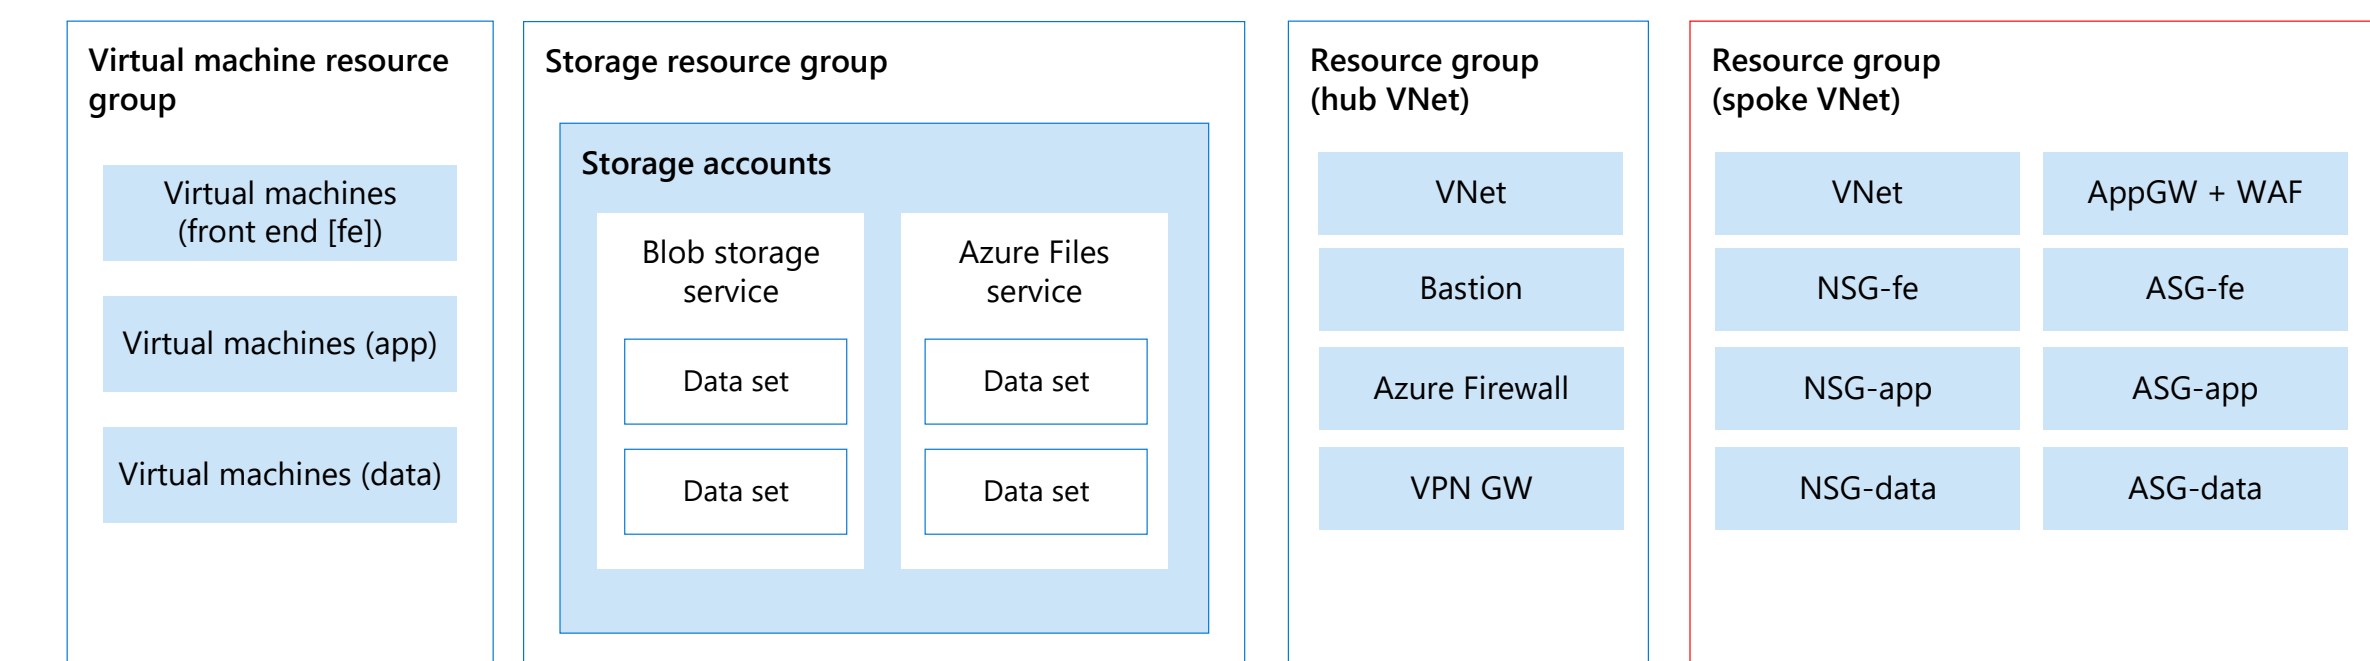 Virtual machine resource
group
Virtual machines
(front end [fe])
Virtual machines (app)
Virtual machines (data)
Storage resource group
Storage accounts
Blob storage
service
Data set
Data set
Azure Files
service
Data set
Data set
Resource group
(hub VNet)
VNet
Bastion
Azure Firewall
VPN GW
Resource group
(spoke VNet)
VNet
AppGW + WAF
NSG-fe
ASG-fe
NSG-app
ASG-app
NSG-data
ASG-data